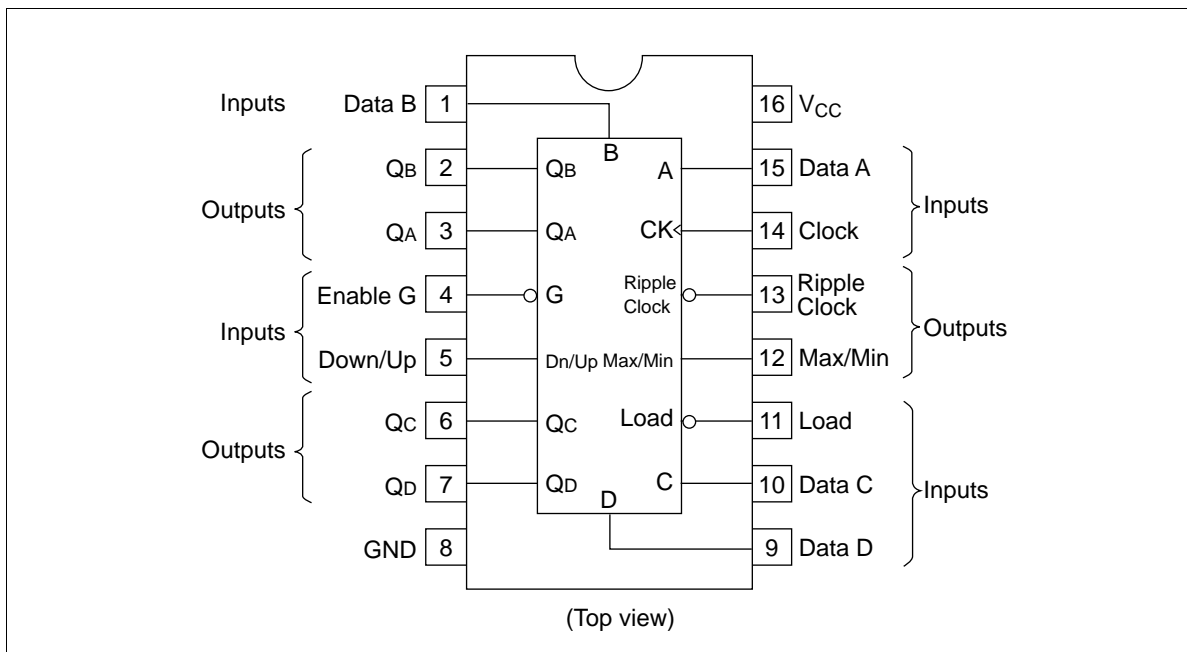 Inputs Data B 1 16 VCC
B
QB 2 QB A 15 Data A
Outputs Inputs
QA 3 QA CK 14 Clock
Enable G 4 G Ripple Clock 13 Ripple Clock
Inputs Outputs
Down/Up 5 Dn/Up Max/Min 12 Max/Min
QC 6 QC Load 11 Load
Outputs Inputs
QD 7 QD C 10 Data C
D
GND 8 9 Data D
(Top view)